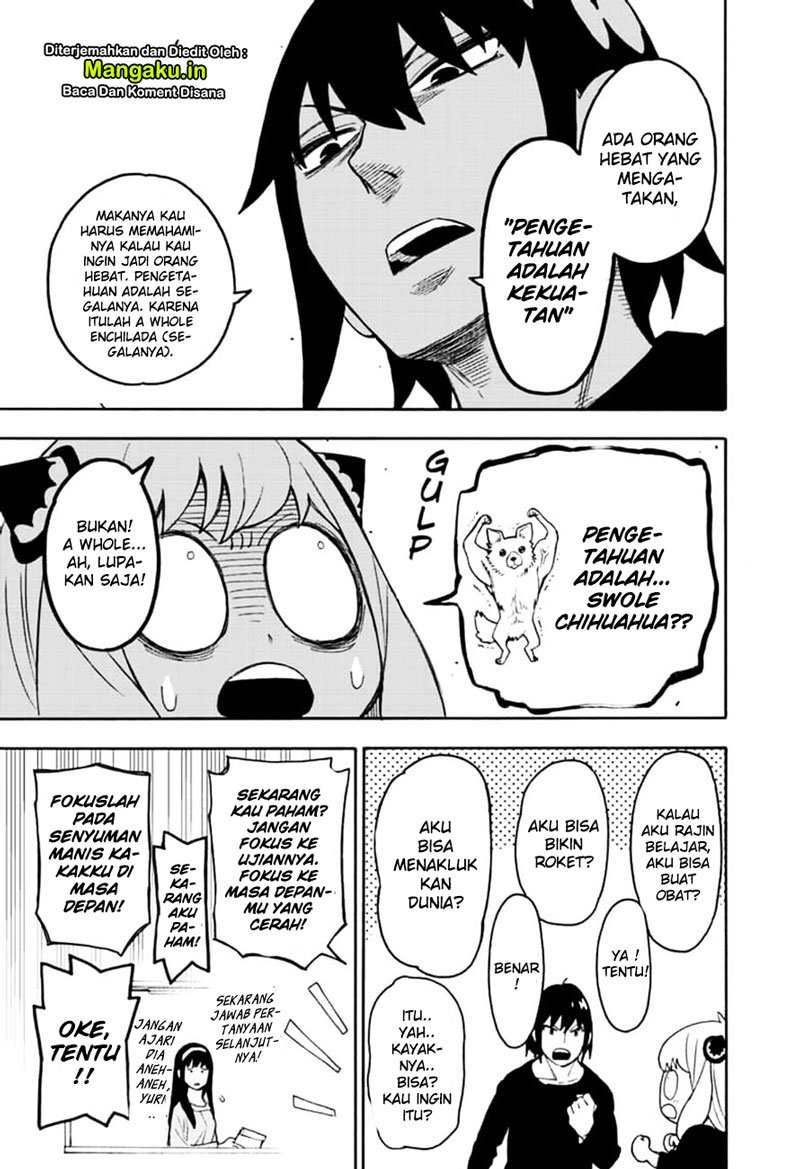 Diterjemahkan dan Diedit Oleh :
Mangaku.in
Baca Dan Koment Disana
ADA ORANG
HEBAT YANG
MENGA-
TAKAN,
"PENGE-
TAHUAN
ADALAH
KEKUA-
TAN"
MAKANYA KAU
HARUS MEMAHAMI-
NYA KALAU KAU
INGIN JADI ORANG
HEBAT. PENGETA-
HUAN ADALAH SE-
GALANYA. KARENA
ITULAH A WHOLE
ENCHILADA (SE-
GALANYA).
PENGE-
TAHUAN
ADALAH...
SWOLE
CHIHUAHUA??
GULP
BUKAN!
A WHOLE...
AH, LUPA-
KAN SAJA!
KALAU
AKU RAJIN
BELAJAR,
AKU BISA
BUAT
OBAT?
YA !
TENTU!
AKU BISA
BIKIN
ROKET?
BENAR
!
AKU
BISA
MENAKLUK
KAN
DUNIA?
ITU..
YAH..
KAYAK-
NYA..
BISA?
KAU INGIN
ITU?
SEKARANG
KAU PAHAM?
JANGAN
FOKUS KE
UJIANNYA.
FOKUS KE
MASA DEPAN-
MU YANG
CERAH!
SE-
KA-
RANG
AKU
PA-
HAM!
FOKUSLAH
PADA
SENYUMAN
MANIS KA-
KAKKU DI
MASA
DEPAN!
SEKARANG
JAWAB PER-
TANYAAN
SELANJUT-
NYA!
OKE,
TENTU
!!
JANGAN
AJARI
DIA
ANEH-
ANEH,
YURI
..